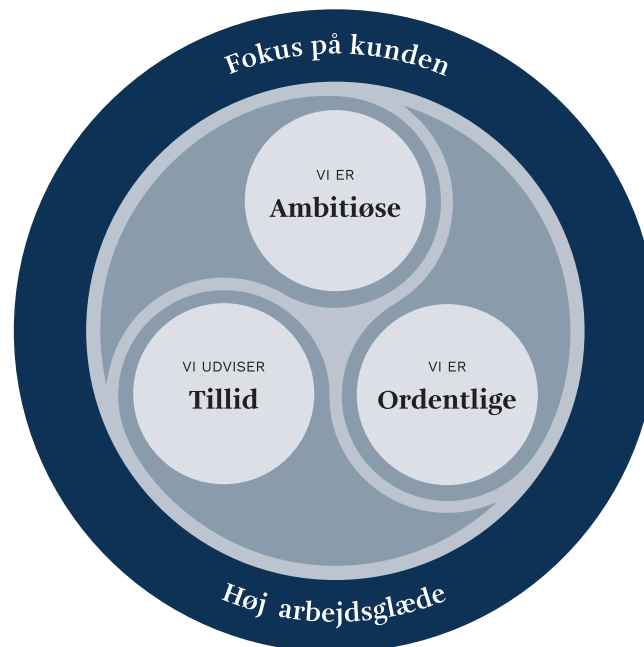 Fokus på kunden
VI ER
Ambitiøse
VI UDVISER
Tillid
VI ER
Ordentlige
Høj arbejdsglæde